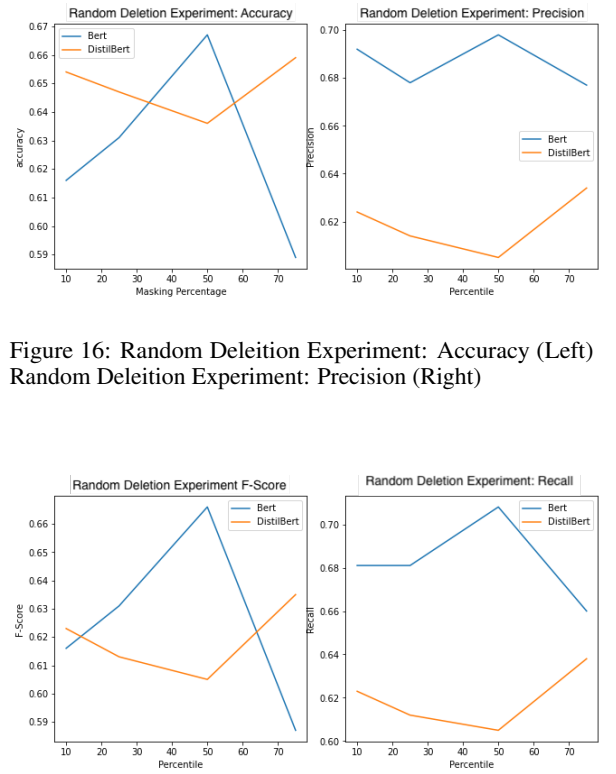 Random Deletion Experiment: Accuracy
0.67
0.66
0.65
0.64
0.63
0.62
0.61
0.60
0.59
accuracy
Bert
DistilBert
10 20 30 40 50 60 70
Masking Percentage
Random Deletion Experiment: Precision
0.70
0.68
0.66
0.64
0.62
Precision
Bert
DistilBert
10 20 30 40 50 60 70
Percentile
Figure 16: Random Deleition Experiment: Accuracy (Left)
Random Deleition Experiment: Precision (Right)
Random Deletion Experiment F-Score
0.66
0.65
0.64
0.63
0.62
0.61
0.60
0.59
F-Score
Bert
DistilBert
10 20 30 40 50 60 70
Percentile
Random Deletion Experiment: Recall
0.70
0.68
0.66
0.64
0.62
0.60
Recall
Bert
DistilBert
10 20 30 40 50 60 70
Percentile